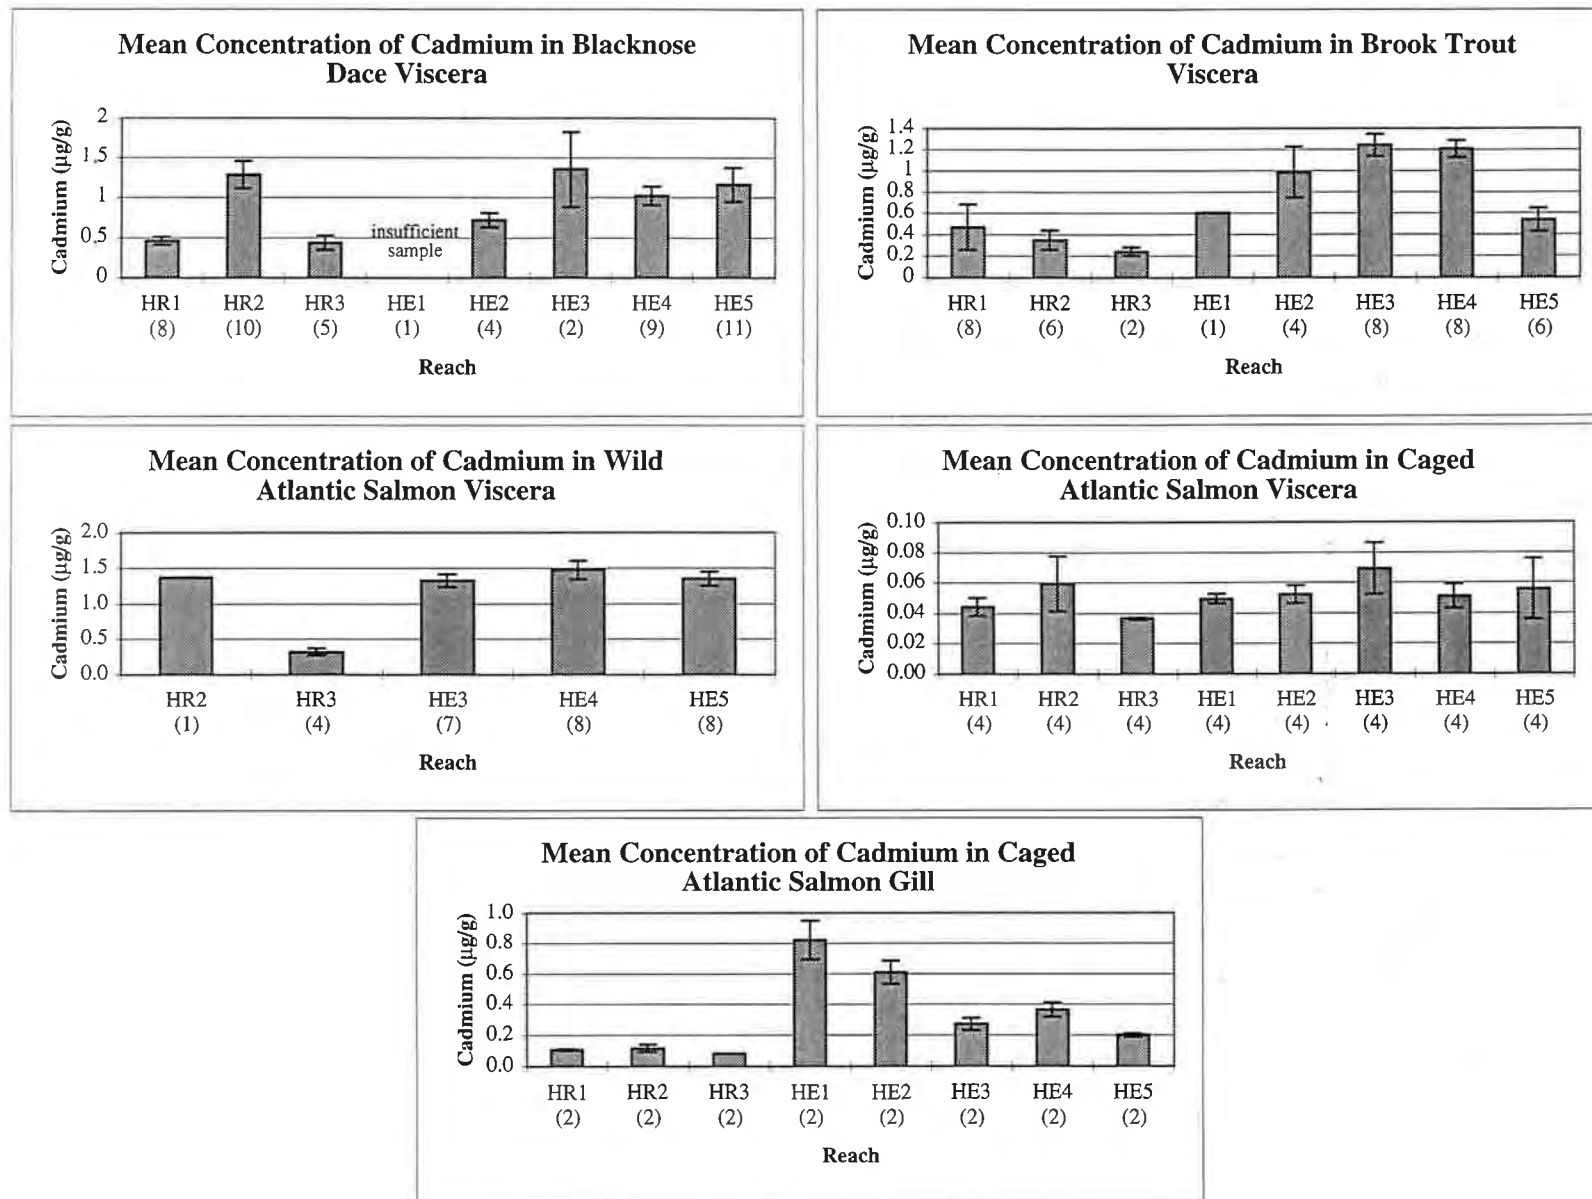 Mean Concentration of Cadmium in Blacknose
Dace Viscera
Cadmium (µg/g)
2
1.5
1
0.5
0
insufficient
sample
HR1 HR2 HR3 HE1 HE2 HE3 HE4 HE5
(8) (10) (5) (1) (4) (2) (9) (11)
Reach
Mean Concentration of Cadmium in Brook Trout
Viscera
Cadmium (µg/g)
1.4
1.2
1
0.8
0.6
0.4
0.2
0
HR1 HR2 HR3 HE1 HE2 HE3 HE4 HE5
(8) (6) (2) (1) (4) (8) (8) (6)
Reach
Mean Concentration of Cadmium in Wild
Atlantic Salmon Viscera
Cadmium (µg/g)
2.0
1.5
1.0
0.5
0.0
HR2 HR3 HE3 HE4 HE5
(1) (4) (7) (8) (8)
Reach
Mean Concentration of Cadmium in Caged
Atlantic Salmon Viscera
Cadmium (µg/g)
0.10
0.08
0.06
0.04
0.02
0.00
HR1 HR2 HR3 HE1 HE2 HE3 HE4 HE5
(4) (4) (4) (4) (4) (4) (4) (4)
Reach
Mean Concentration of Cadmium in Caged
Atlantic Salmon Gill
Cadmium (µg/g)
1.0
0.8
0.6
0.4
0.2
0.0
HR1 HR2 HR3 HE1 HE2 HE3 HE4 HE5
(2) (2) (2) (2) (2) (2) (2) (2)
Reach